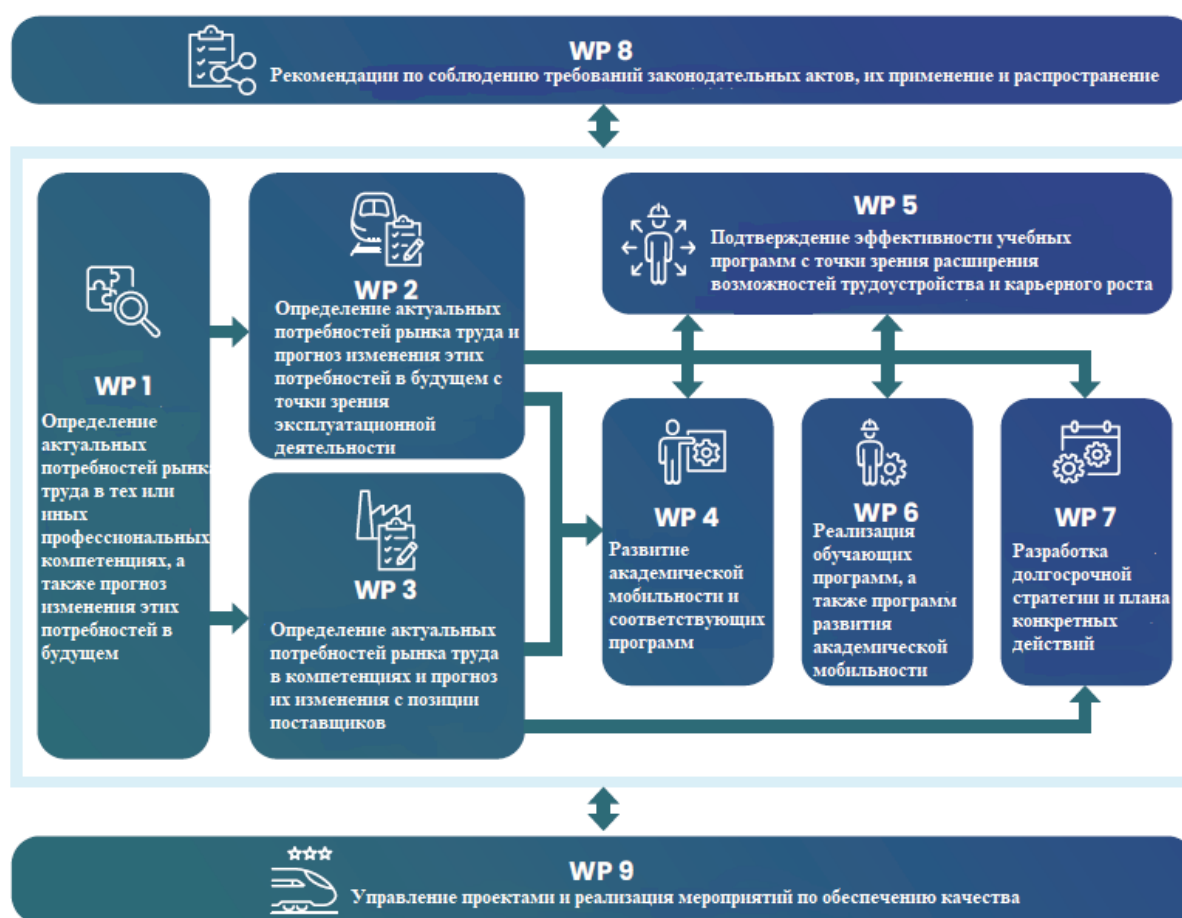 WP 8
Рекомендации по соблюдению требований законодательных актов, их применение и распространение
WP 1
Определение
актуальных
потребностей рынка
труда в тех или
иных
профессиональных
компетенциях, а
также прогноз
изменения этих
потребностей в
будущем
WP 2
Определение актуальных
потребностей рынка труда и
прогноз изменения этих
потребностей в будущем с
точки зрения
эксплуатационной
деятельности
WP 3
Определение актуальных
потребностей рынка труда
в компетенциях и прогноз
их изменения с позиции
поставщиков
WP 5
Подтверждение эффективности учебных
программ с точки зрения расширения
возможностей трудоустройства и карьерного роста
WP 4
Развитие
академической
мобильности и
соответствующих
программ
WP 6
Реализация
обучающих
программ, а
также программ
развития
академической
мобильности
WP 7
Разработка
долгосрочной
стратегии и плана
конкретных
действий
WP 9
Управление проектами и реализация мероприятий по обеспечению качества